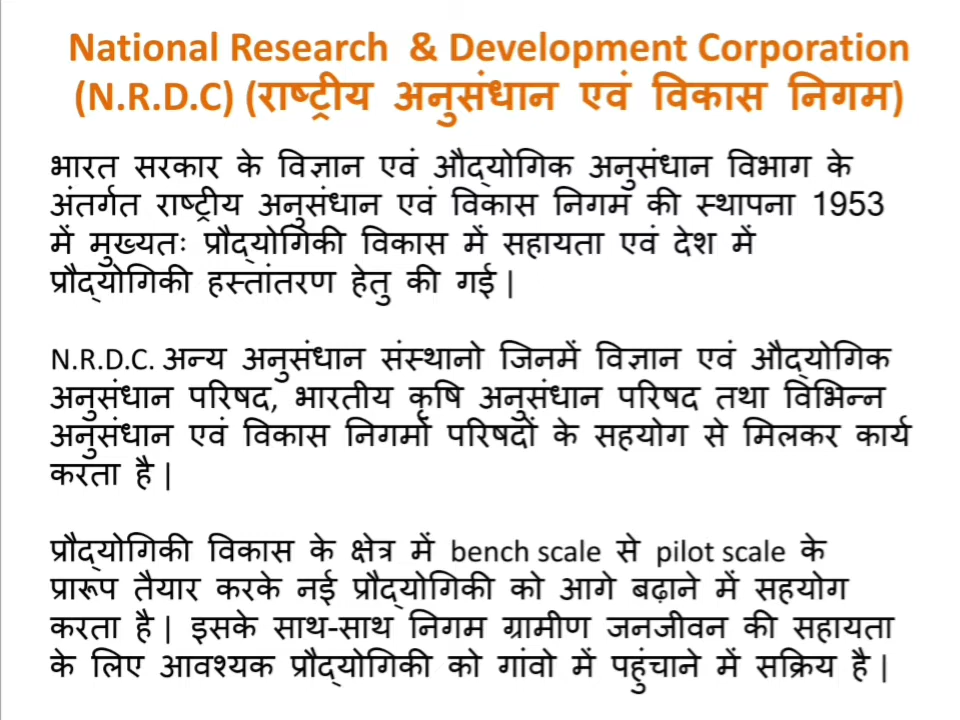 National Research & Development Corporation
(N.R.D.C) (राष्ट्रीय अनुसंधान एवं विकास निगम)
भारत सरकार के विज्ञान एवं औद्योगिक अनुसंधान विभाग के
अंतर्गत राष्ट्रीय अनुसंधान एवं विकास निगम की स्थापना 1953
में मुख्यतः प्रौद्योगिकी विकास में सहायता एवं देश में
प्रौद्योगिकी हस्तांतरण हेतु की गई |
N.R.D.C. अन्य अनुसंधान संस्थानो जिनमें विज्ञान एवं औद्योगिक
अनुसंधान परिषद, भारतीय कृषि अनुसंधान परिषद तथा विभिन्न
अनुसंधान एवं विकास निगमों परिषदों के सहयोग से मिलकर कार्य
करता है |
प्रौद्योगिकी विकास के क्षेत्र में bench scale से pilot scale के
प्रारूप तैयार करके नई प्रौद्योगिकी को आगे बढ़ाने में सहयोग
करता है | इसके साथ-साथ निगम ग्रामीण जनजीवन की सहायता
के लिए आवश्यक प्रौद्योगिकी को गांवो में पहुंचाने में सक्रिय है |